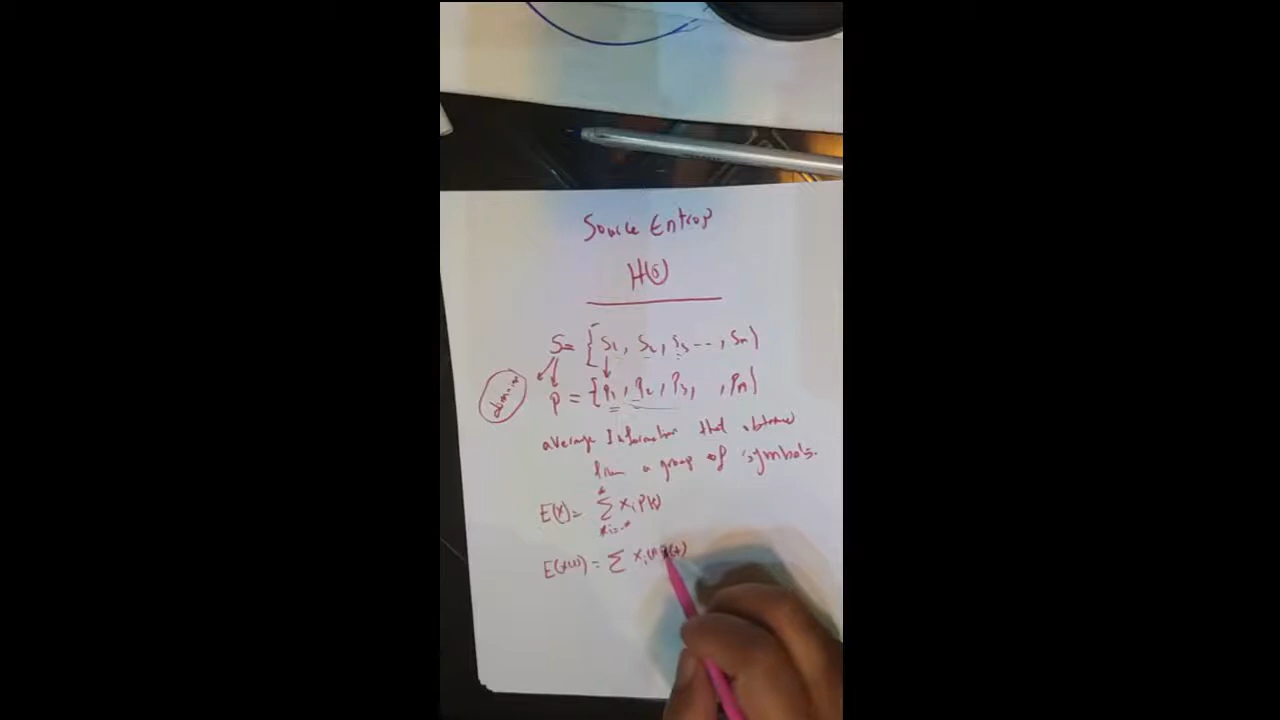 Source Entropy
H(S)
S = { S1, S2, S3 -- , Sn }
P = { P1, P2, P3, , Pn }
average Information that obtained
from a group of symbols.
E(X) = Σ xi P(x)
E(x(t)) = Σ